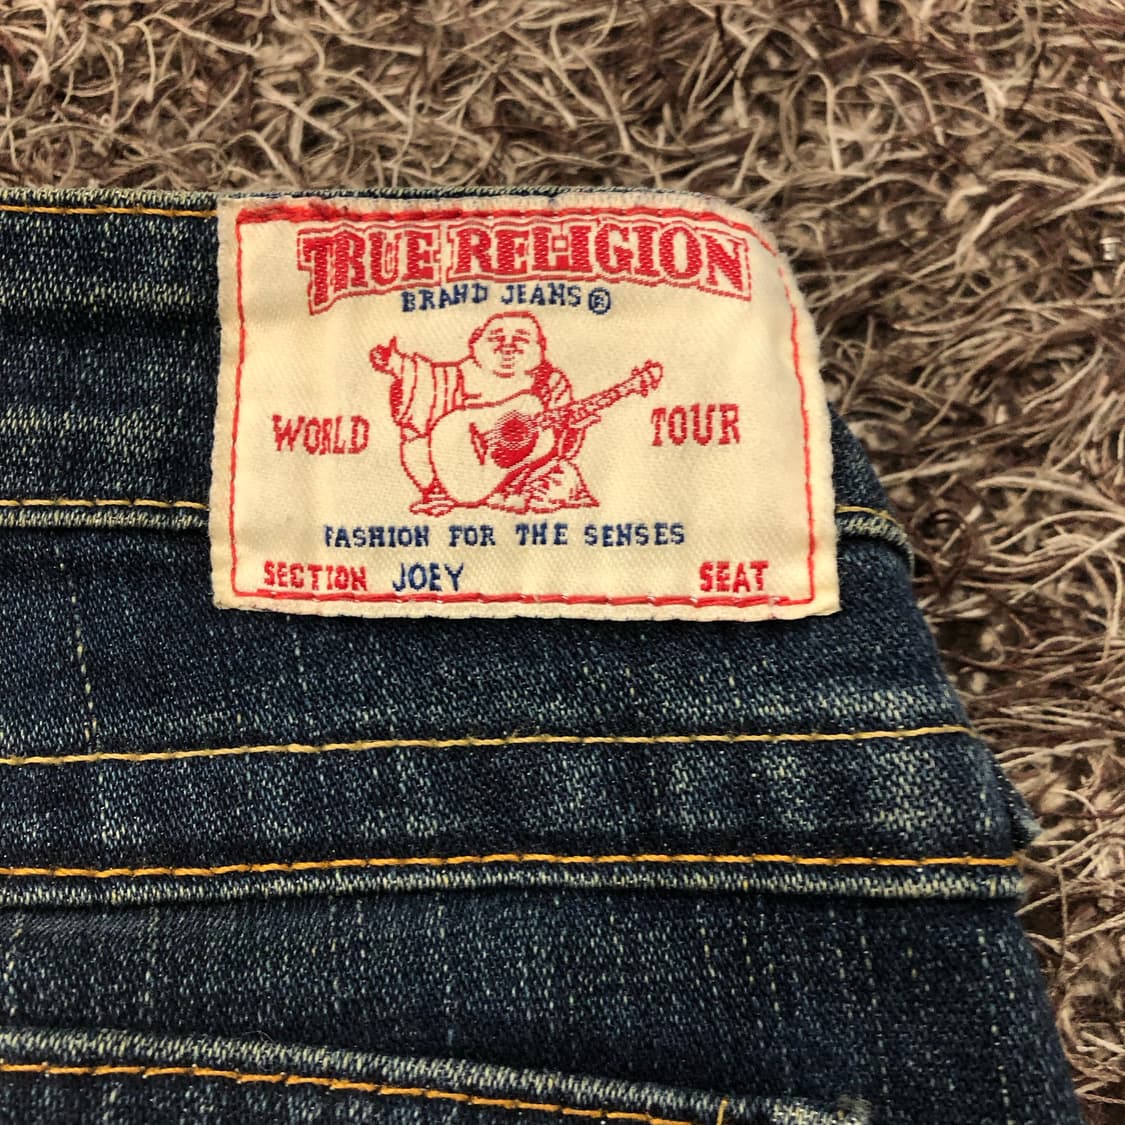 TRUE RELIGION
BRAND JEANS®
WORLD TOUR
FASHION FOR THE SENSES
SECTION JOEY SEAT